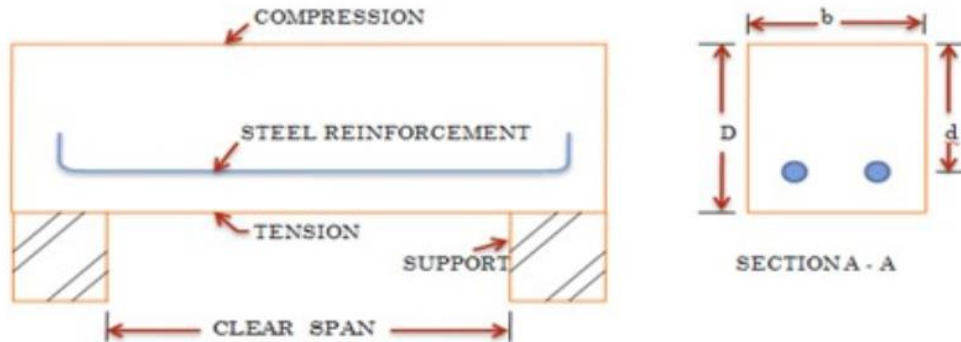 COMPRESSION
b
STEEL REINFORCEMENT
D
d
TENSION
SUPPORT
SECTION A - A
CLEAR SPAN